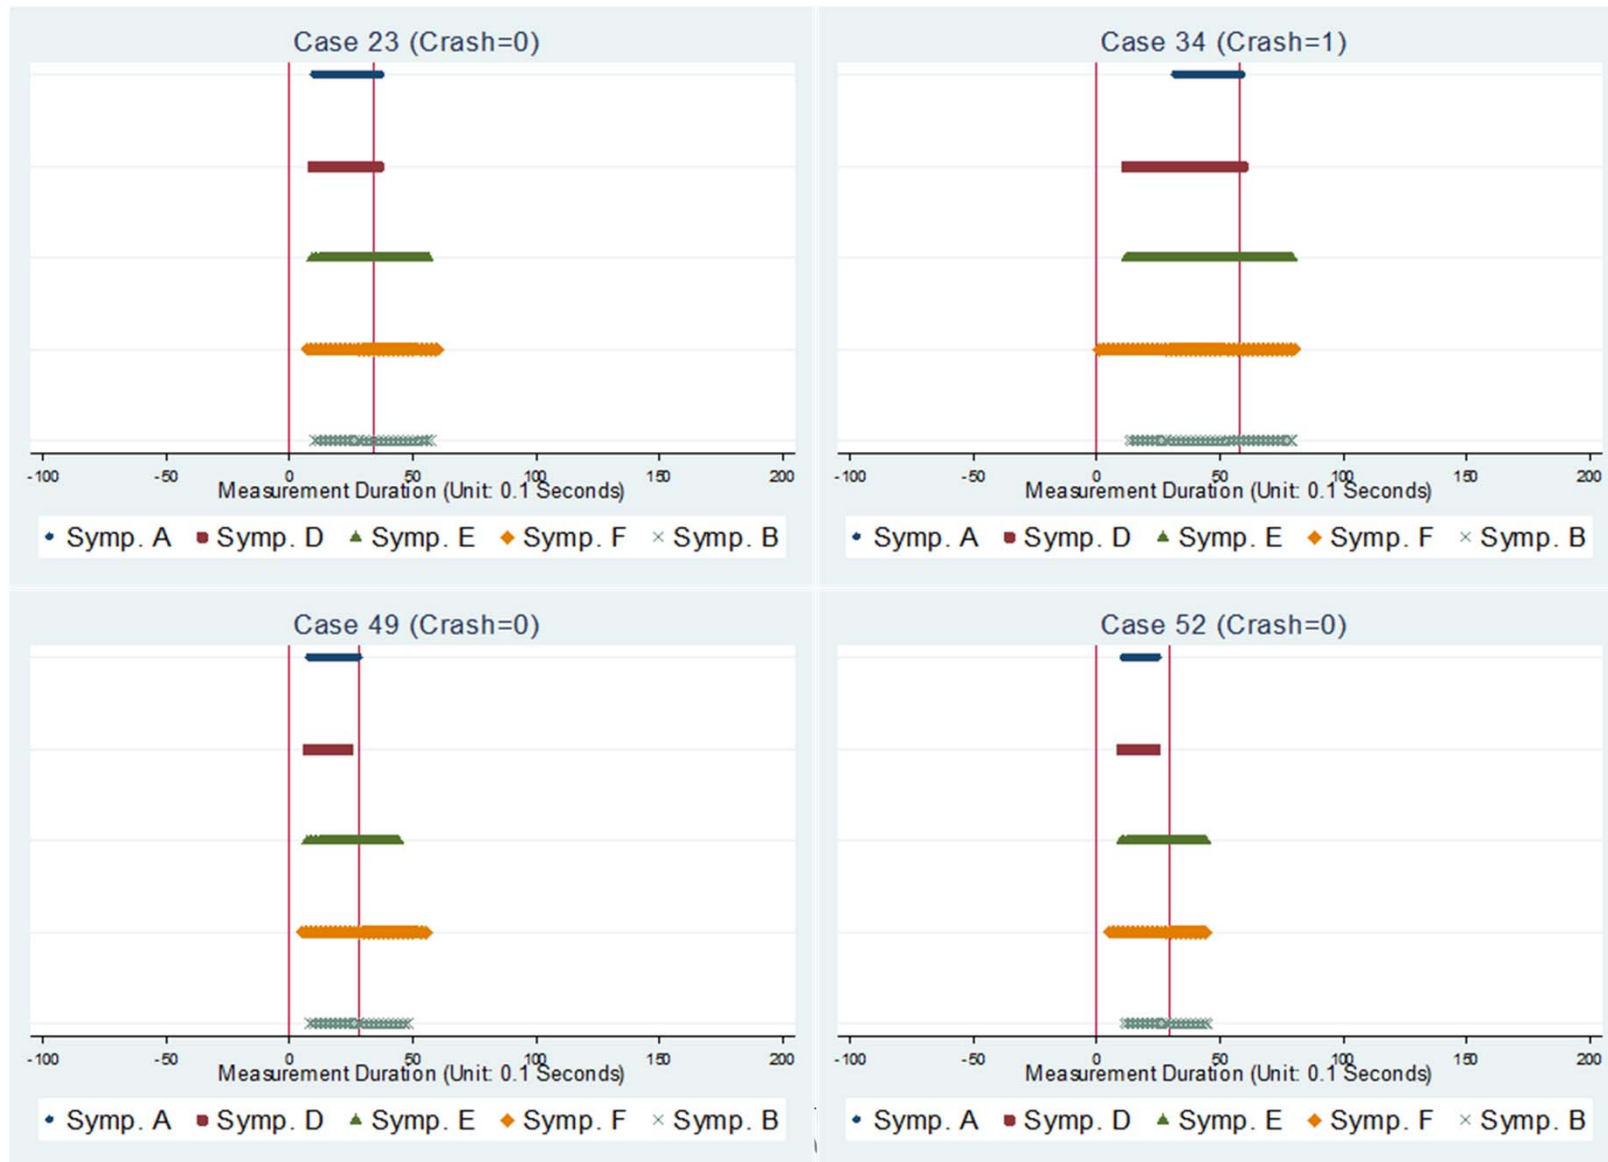 Case 23 (Crash=0)
-100 -50 0 50 100 150 200
Measurement Duration (Unit: 0.1 Seconds)
Symp. A Symp. D Symp. E Symp. F × Symp. B
Case 34 (Crash=1)
-100 -50 0 50 100 150 200
Measurement Duration (Unit: 0.1 Seconds)
Symp. A Symp. D Symp. E Symp. F × Symp. B
Case 49 (Crash=0)
-100 -50 0 50 100 150 200
Measurement Duration (Unit: 0.1 Seconds)
Symp. A Symp. D Symp. E Symp. F × Symp. B
Case 52 (Crash=0)
-100 -50 0 50 100 150 200
Measurement Duration (Unit: 0.1 Seconds)
Symp. A Symp. D Symp. E Symp. F × Symp. B